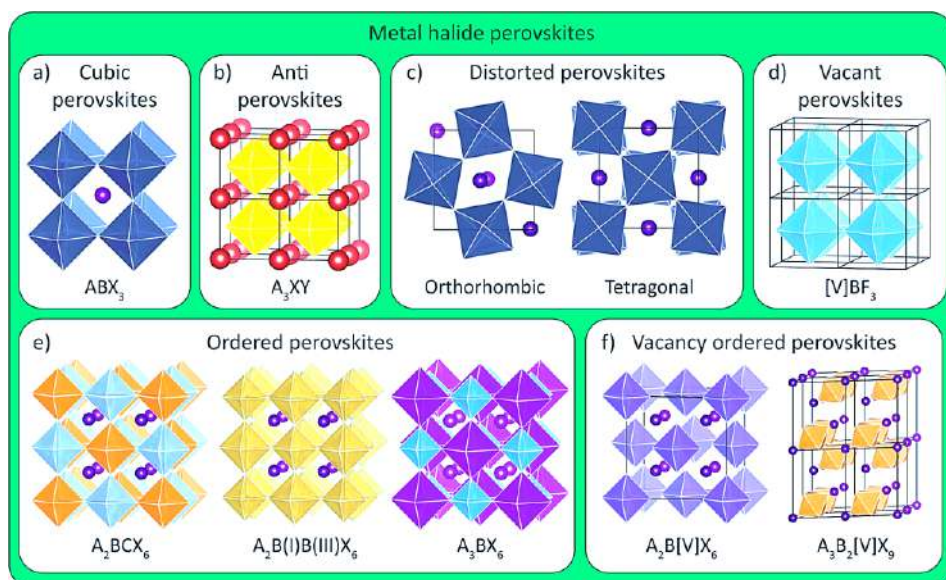 Metal halide perovskites
a) Cubic perovskites
ABX₃
b) Anti perovskites
A₃XY
c) Distorted perovskites
Orthorhombic
Tetragonal
d) Vacant perovskites
[V]BF₃
e) Ordered perovskites
A₂BCX₆
A₂B(I)B(III)X₆
A₃BX₆
f) Vacancy ordered perovskites
A₂B[V]X₆
A₃B₂[V]X₉